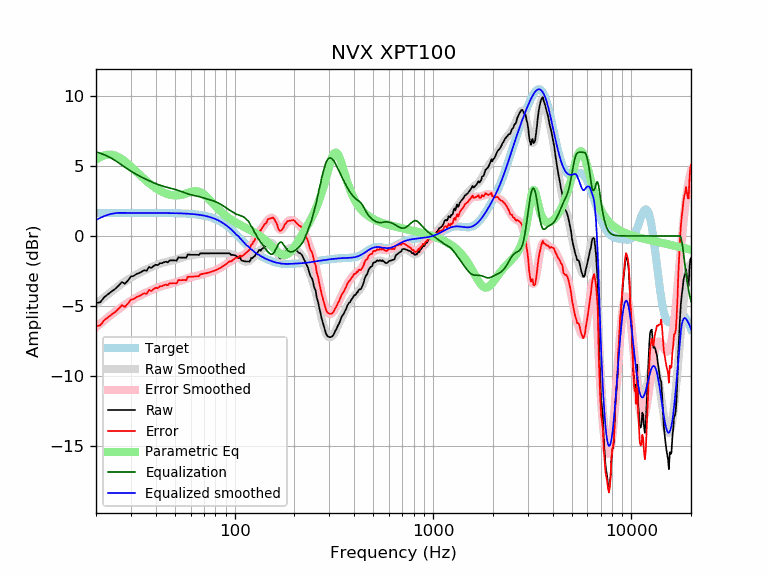 NVX XPT100
10
5
0
−5
−10
−15
Amplitude (dBr)
Target
Raw Smoothed
Error Smoothed
Raw
Error
Parametric Eq
Equalization
Equalized smoothed
100
1000
10000
Frequency (Hz)